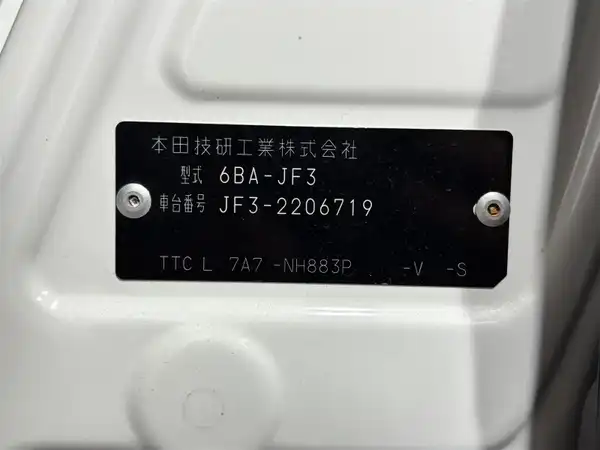 本田技研工業株式会社
型式 6BA-JF3
車台番号 JF3-2206719
TTC L 7A7 -NH883P -V -S